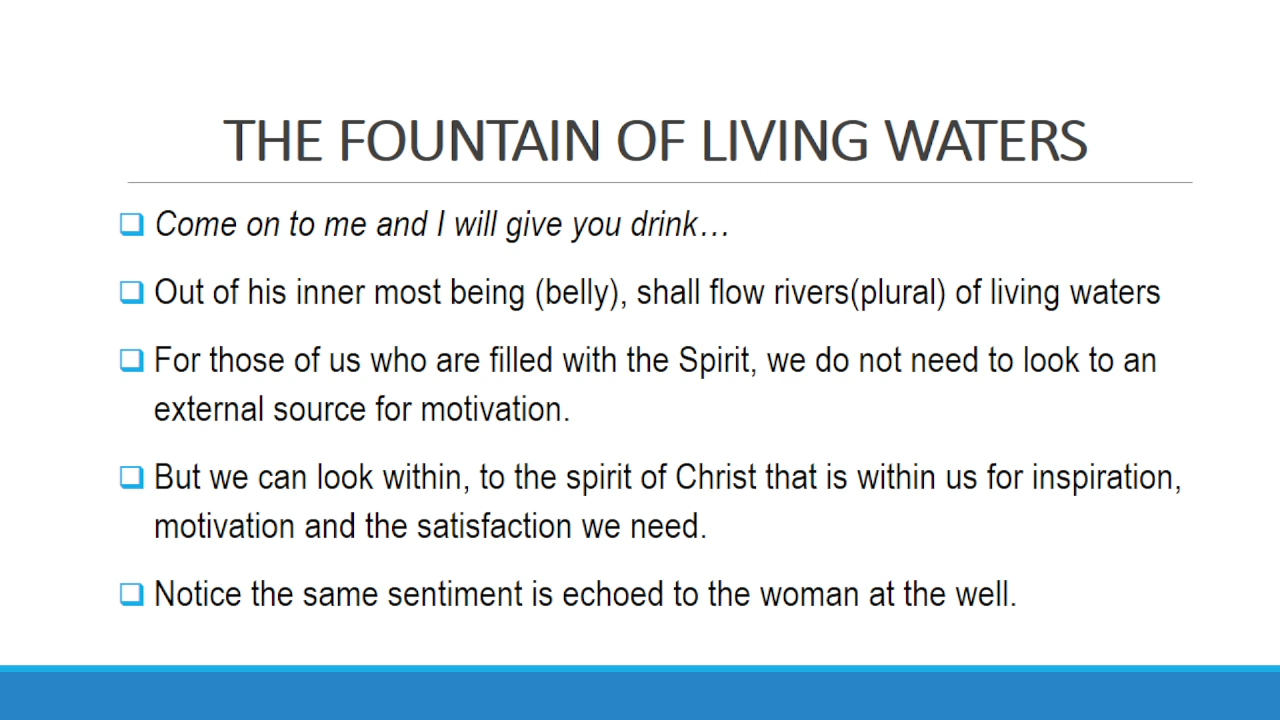 THE FOUNTAIN OF LIVING WATERS
Come on to me and I will give you drink…
Out of his inner most being (belly), shall flow rivers(plural) of living waters
For those of us who are filled with the Spirit, we do not need to look to an
external source for motivation.
But we can look within, to the spirit of Christ that is within us for inspiration,
motivation and the satisfaction we need.
Notice the same sentiment is echoed to the woman at the well.